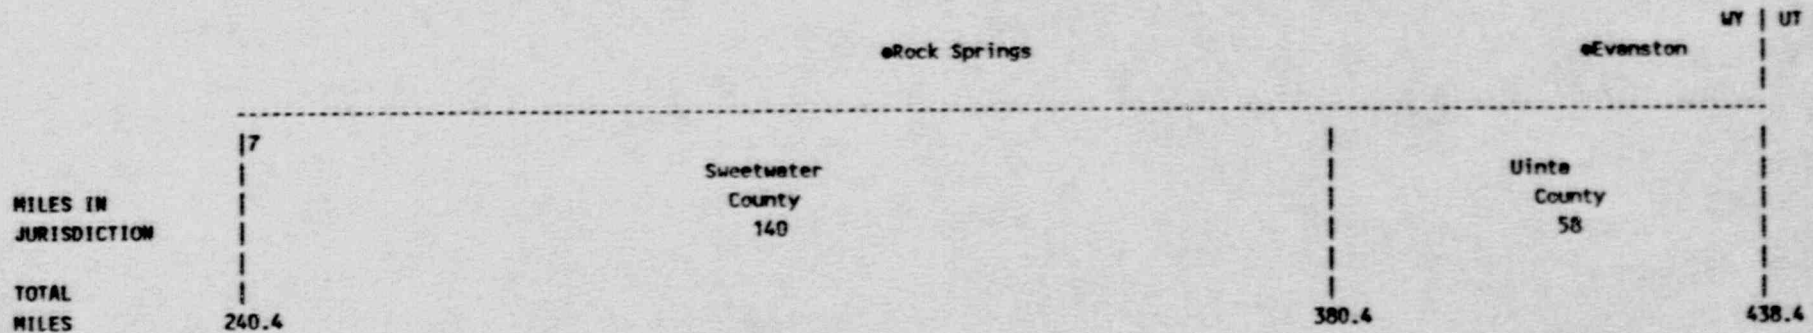 WY | UT
●Rock Springs ●Evanston
7
Sweetwater Uinta
MILES IN County County
JURISDICTION 140 58
TOTAL
MILES 240.4 380.4 438.4